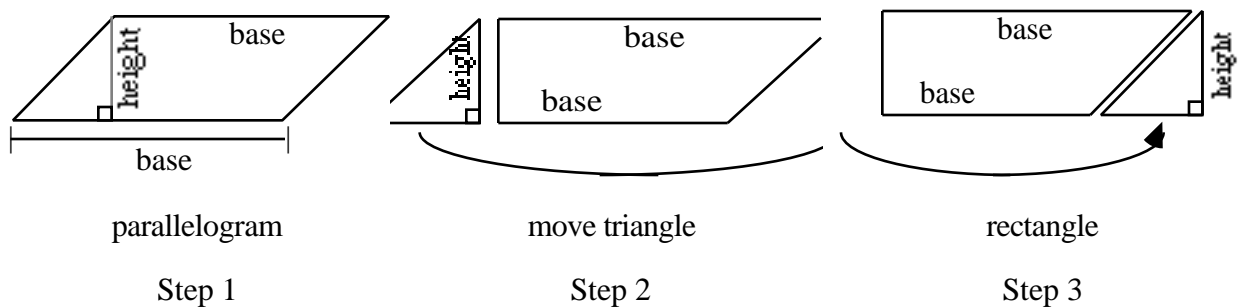 base
height
base
parallelogram
Step 1
height
base
base
move triangle
Step 2
base
base
height
rectangle
Step 3